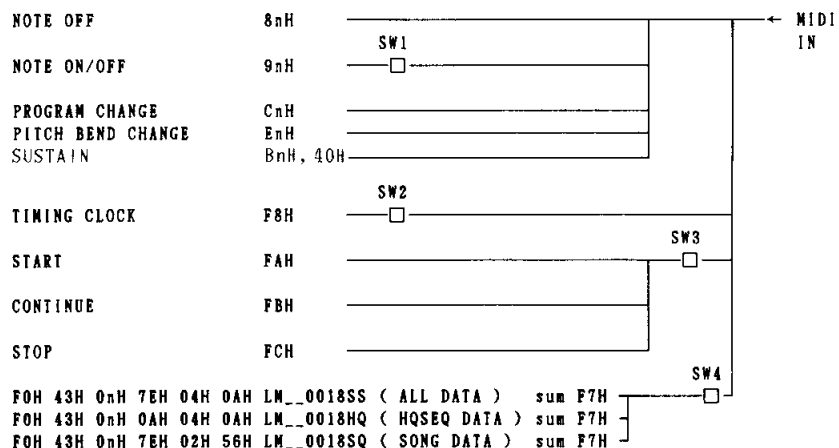 NOTE OFF 8nH ← MIDI
IN
SW1
NOTE ON/OFF 9nH
PROGRAM CHANGE CnH
PITCH BEND CHANGE EnH
SUSTAIN BnH, 40H
SW2
TIMING CLOCK F8H
SW3
START FAH
CONTINUE FBH
STOP FCH
SW4
F0H 43H 0nH 7EH 04H 0AH LM__0018SS ( ALL DATA ) sum F7H
F0H 43H 0nH 0AH 04H 0AH LM__0018HQ ( HQSEQ DATA ) sum F7H
F0H 43H 0nH 7EH 02H 56H LM__0018SQ ( SONG DATA ) sum F7H